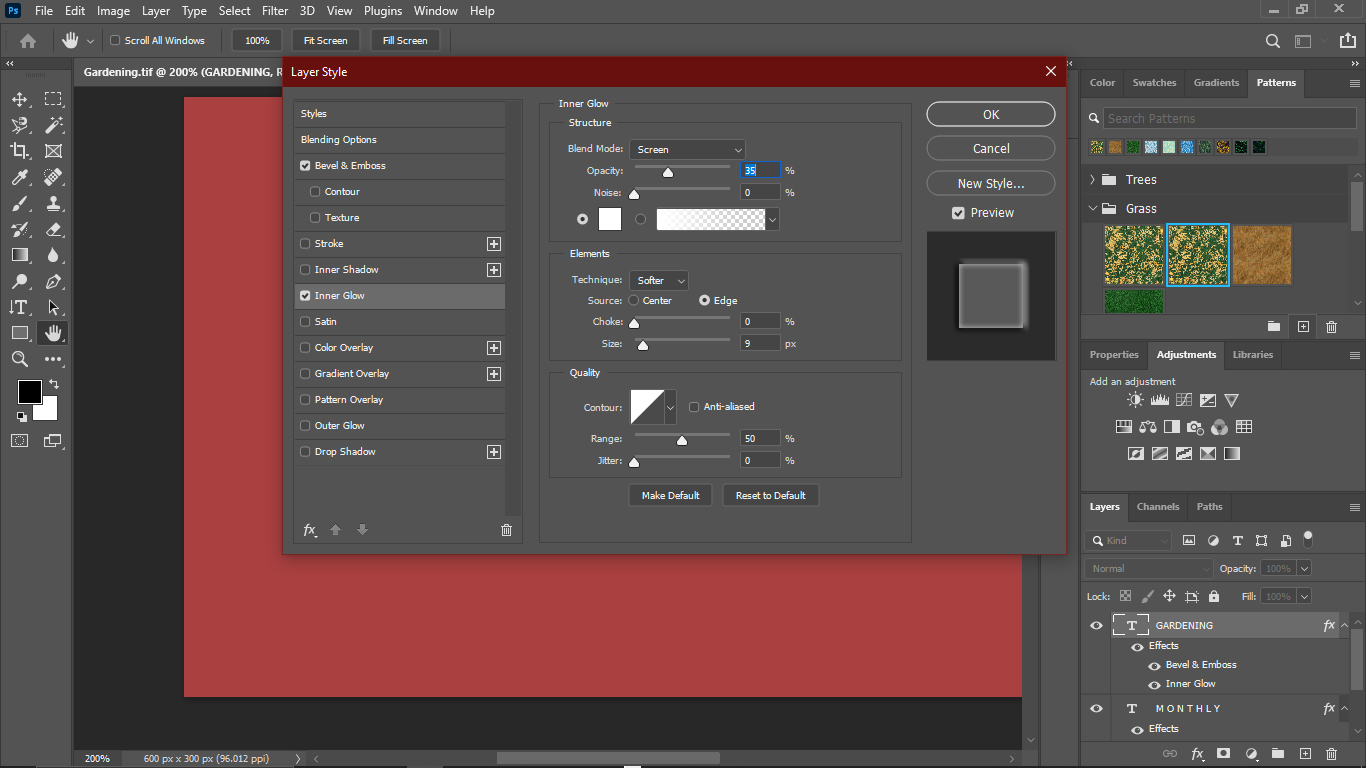 Ps File Edit Image Layer Type Select Filter 3D View Plugins Window Help
Scroll All Windows 100% Fit Screen Fill Screen
Gardening.tif @ 200% (GARDENING, R
Layer Style
Styles
Blending Options
Bevel & Emboss
Contour
Texture
Stroke
Inner Shadow
Inner Glow
Satin
Color Overlay
Gradient Overlay
Pattern Overlay
Outer Glow
Drop Shadow
fx
Inner Glow
Structure
Blend Mode: Screen
Opacity: 35 %
Noise: 0 %
Elements
Technique: Softer
Source: Center Edge
Choke: 0 %
Size: 9 px
Quality
Contour: Anti-aliased
Range: 50 %
Jitter: 0 %
Make Default Reset to Default
OK
Cancel
New Style...
Preview
Color Swatches Gradients Patterns
Search Patterns
Trees
Grass
Properties Adjustments Libraries
Add an adjustment
Layers Channels Paths
Kind
Normal Opacity: 100%
Lock: Fill: 100%
T GARDENING fx
Effects
Bevel & Emboss
Inner Glow
T MONTHLY fx
Effects
fx
200% 600 px x 300 px (96.012 ppi)